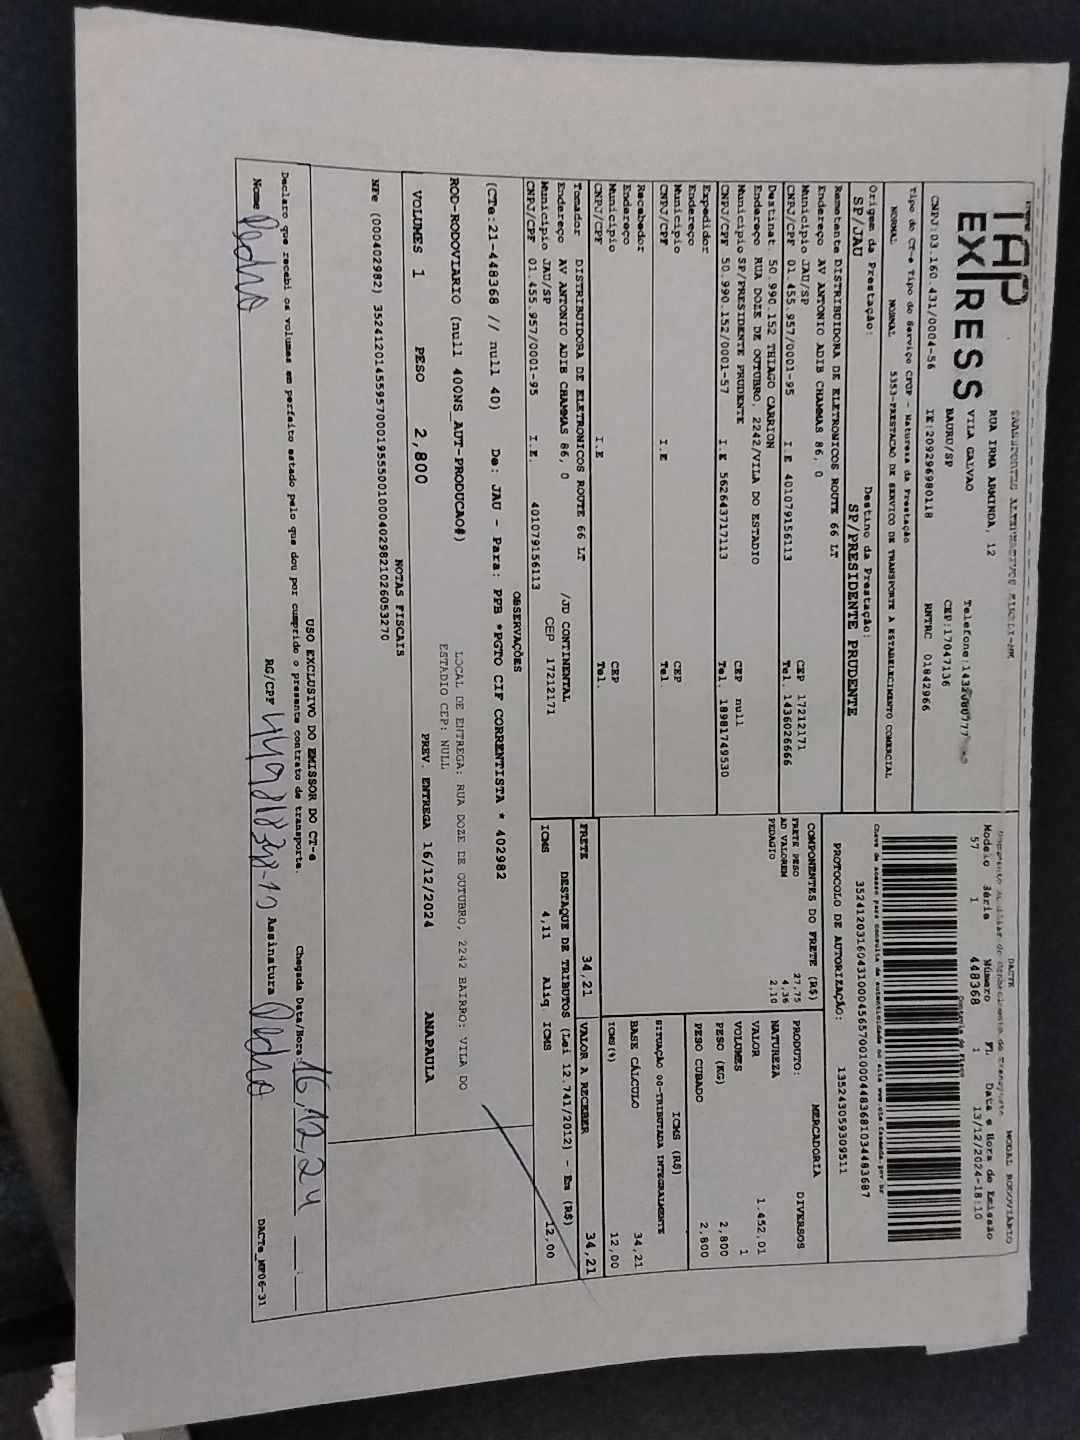 TAP
EXPRESS
TRANSPORTES ALTERNATIVOS
RUA IRMA ARMINDA, 12
VILA GALVAO
BAURU/SP
CEP:17047136
CNPJ:03.160.431/0004-56 IE:209296980118 RNTRC 01842966
Tipo do CT-e Tipo do Serviço CFOP - Natureza da Prestação
NORMAL NORMAL 5353-PRESTACAO DE SERVICO DE TRANSPORTE A ESTABELECIMENTO COMERCIAL
Origem da Prestação: Destino da Prestação:
SP/JAU SP/PRESIDENTE PRUDENTE
Remetente DISTRIBUIDORA DE ELETRONICOS ROUTE 66 LT
Endereço AV ANTONIO ADIB CHAMMAS 86, 0
Município JAU/SP CEP 17212171
CNPJ/CPF 01.455.957/0001-95 I.E 401079156113 Tel. 1436026666
Destinat 50.990.152 THIAGO CARRION
Endereço RUA DOZE DE OUTUBRO, 2242/VILA DO ESTADIO
Município SP/PRESIDENTE PRUDENTE CEP null
CNPJ/CPF 50.990.152/0001-57 I.E 562643717113 Tel. 18981749530
Expedidor
Endereço
Município CEP
CNPJ/CPF I.E Tel.
Recebedor
Endereço
Município CEP
CNPJ/CPF I.E Tel.
Tomador DISTRIBUIDORA DE ELETRONICOS ROUTE 66 LT
Endereço AV ANTONIO ADIB CHAMMAS 86, 0 /JD CONTINENTAL
Município JAU/SP CEP 17212171
CNPJ/CPF 01.455.957/0001-95 I.E. 401079156113
DACTE MODAL RODOVIÁRIO
Documento Auxiliar do Conhecimento de Transporte
Modelo Série Número FL Data e Hora de Emissão
57 1 448368 1 13/12/2024-18:10
Controle do Fisco
Chave de acesso para consulta de autenticidade no site www.cte.fazenda.gov.br
35241203160431000456570010004483681034483687
PROTOCOLO DE AUTORIZAÇÃO: 135243059309511
COMPONENTES DO FRETE (R$)
FRETE PESO 27,75
AD VALOREM 4,36
PEDAGIO 2,10
MERCADORIA
PRODUTO: DIVERSOS
NATUREZA
VALOR 1.452,01
VOLUMES 1
PESO (KG) 2,800
PESO CUBADO 2,800
ICMS (R$)
SITUAÇÃO 00-TRIBUTADA INTEGRALMENTE
BASE CÁLCULO 34,21
ICMS(%) 12,00
FRETE 34,21 VALOR A RECEBER 34,21
DESTAQUE DE TRIBUTOS (Lei 12.741/2012) - Em (R$)
ICMS 4,11 Aliq. ICMS 12,00
OBSERVAÇÕES
(CTe:21-448368 // null 40) De: JAU - Para: PPB *PGTO CIF CORRENTISTA * 402982
ROD-RODOVIARIO (null 400NS_AUT-PRODUCAO#) LOCAL DE ENTREGA: RUA DOZE DE OUTUBRO, 2242 BAIRRO: VILA DO
ESTADIO CEP: NULL
VOLUMES 1 PESO 2,800 PREV. ENTREGA 16/12/2024 ANAPAULA
NOTAS FISCAIS
NFe (000402982) 35241201455957000195550010004029821026053270
USO EXCLUSIVO DO EMISSOR DO CT-e
Declaro que recebi os volumes em perfeito estado pelo que dou por cumprido o presente contrato de transporte. Chegada Data/Hora: 16,12,24
Nome Pedro RG/CPF Assinatura Pedro DACTe_MP06-31